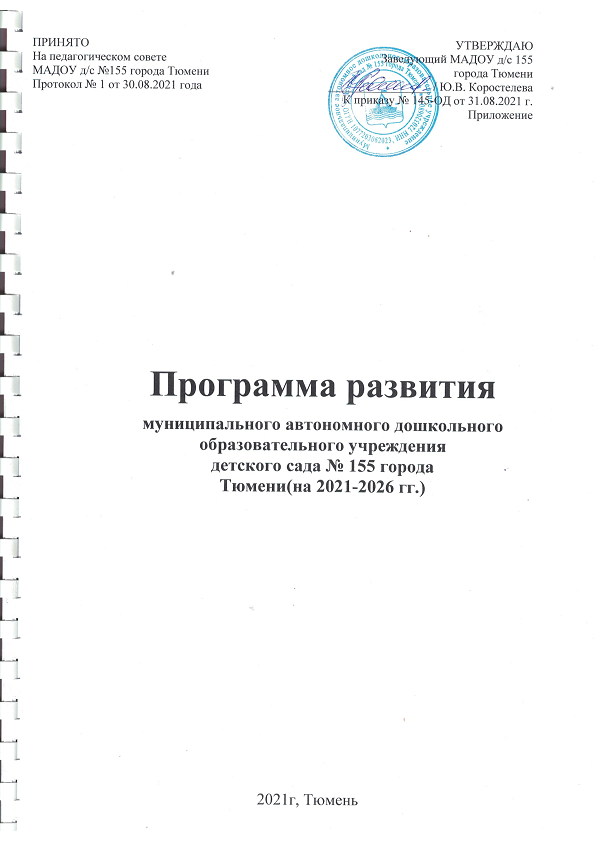 ПРИНЯТО
На педагогическом совете
МАДОУ д/с №155 города Тюмени
Протокол № 1 от 30.08.2021 года
УТВЕРЖДАЮ
Заведующий МАДОУ д/с 155
города Тюмени
Ю.В. Коростелева
К приказу № 145-ОД от 31.08.2021 г.
Приложение
Программа развития
муниципального автономного дошкольного
образовательного учреждения
детского сада № 155 города
Тюмени(на 2021-2026 гг.)
2021г, Тюмень